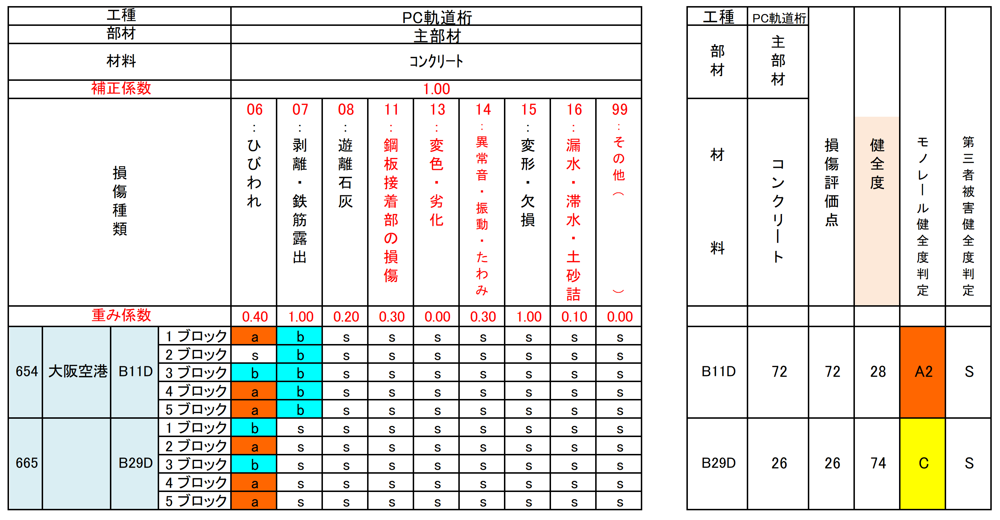 工種 PC軌道桁
部材 主部材
材料 コンクリート
補正係数 1.00
損傷種類 06：ひびわれ 07：剥離・鉄筋露出 08：遊離石灰 11：鋼板接着部の損傷 13：変色・劣化 14：異常音・振動・たわみ 15：変形・欠損 16：漏水・滞水・土砂詰 99：その他（ ）
重み係数 0.40 1.00 0.20 0.30 0.00 0.30 1.00 0.10 0.00
654 大阪空港 B11D
1 ブロック a b s s s s s s s
2 ブロック s b s s s s s s s
3 ブロック b b s s s s s s s
4 ブロック a b s s s s s s s
5 ブロック a b s s s s s s s
665 B29D
1 ブロック b s s s s s s s s
2 ブロック a s s s s s s s s
3 ブロック b s s s s s s s s
4 ブロック a s s s s s s s s
5 ブロック a s s s s s s s s
工種 PC軌道桁
部材 主部材
材料 コンクリート 損傷評価点 健全度 モノレール健全度判定 第三者被害健全度判定
B11D 72 72 28 A2 S
B29D 26 26 74 C S